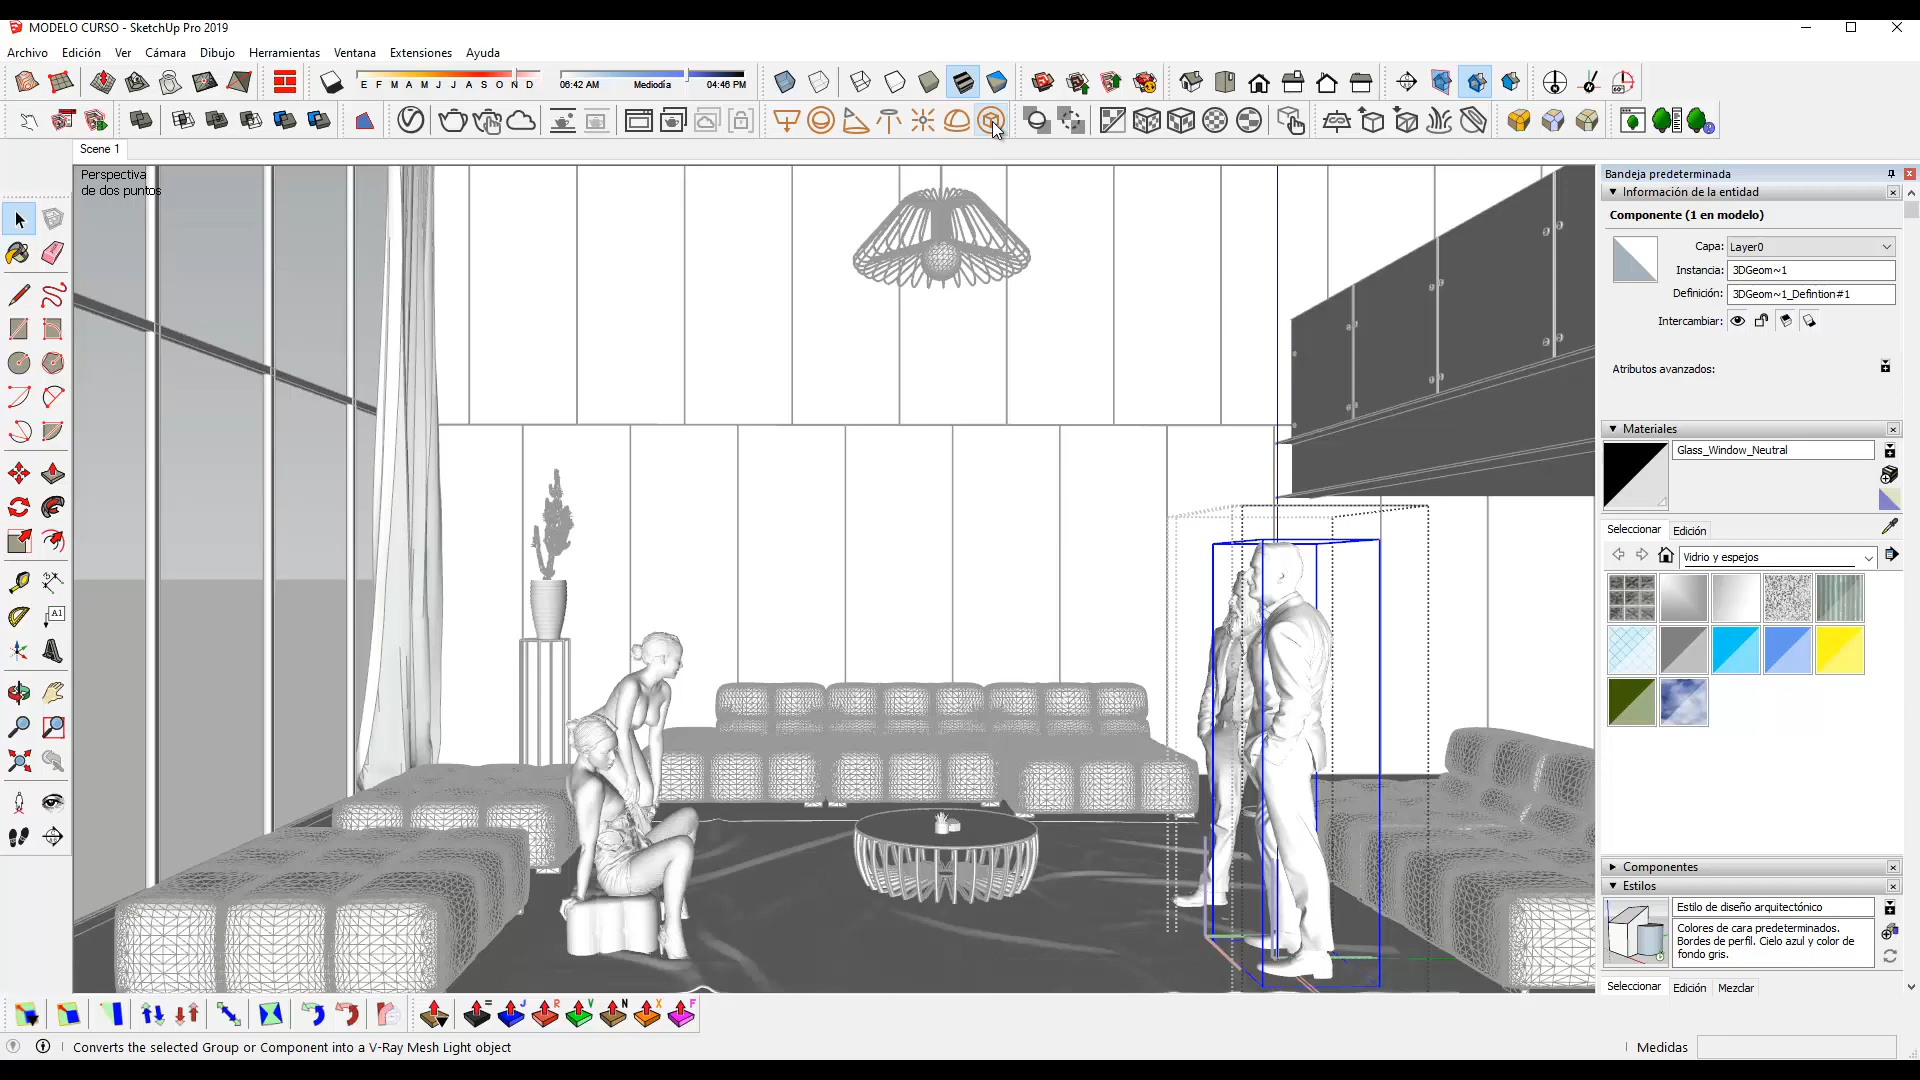 MODELO CURSO - SketchUp Pro 2019
Archivo Edición Ver Cámara Dibujo Herramientas Ventana Extensiones Ayuda
E F M A M J J A S O N D
06:42 AM Mediodía 04:46 PM
Scene 1
Perspectiva
de dos puntos
Bandeja predeterminada
Información de la entidad
Componente (1 en modelo)
Capa: Layer0
Instancia: 3DGeom~1
Definición: 3DGeom~1_Defintion#1
Intercambiar:
Atributos avanzados:
Materiales
Glass_Window_Neutral
Seleccionar Edición
Vidrio y espejos
A1
Componentes
Estilos
Estilo de diseño arquitectónico
Colores de cara predeterminados.
Bordes de perfil. Cielo azul y color de
fondo gris.
Seleccionar Edición Mezclar
= J R V N X F
Converts the selected Group or Component into a V-Ray Mesh Light object
Medidas